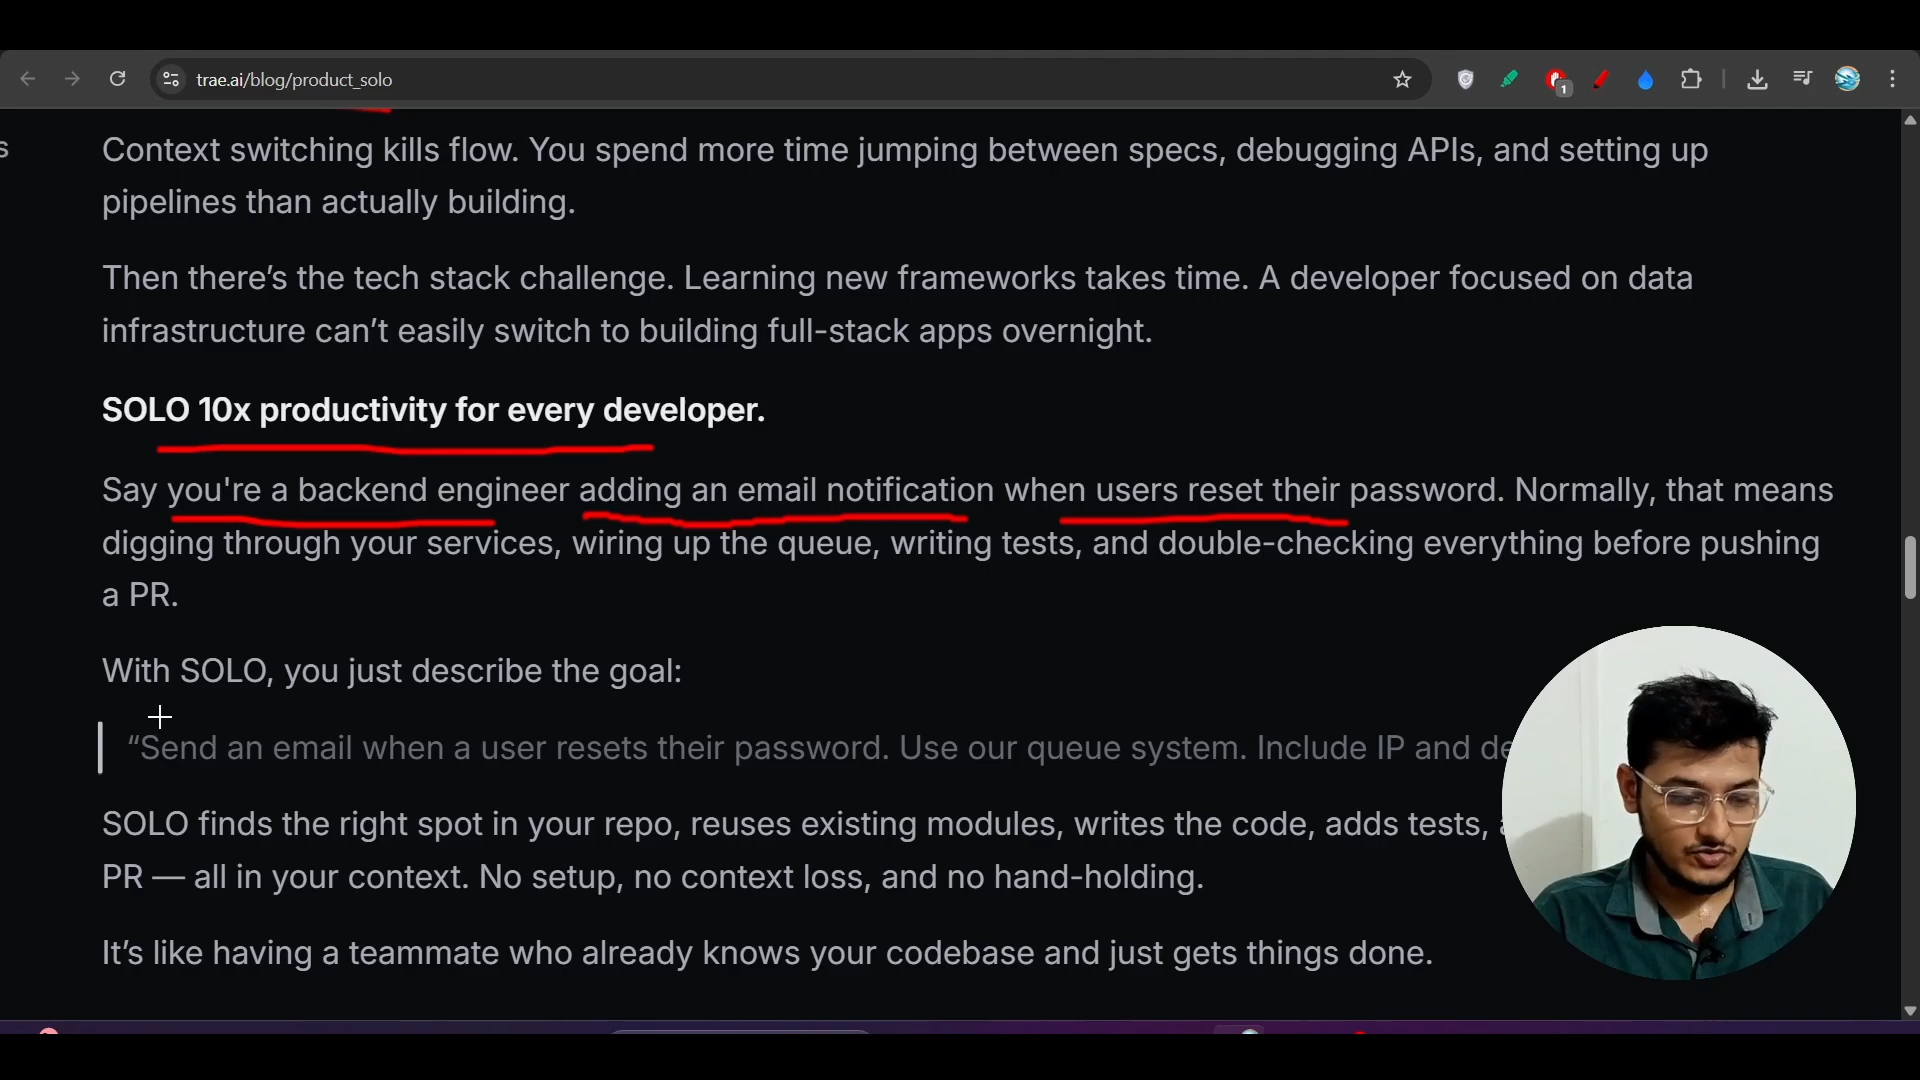 trae.ai/blog/product_solo
1
s
Context switching kills flow. You spend more time jumping between specs, debugging APIs, and setting up
pipelines than actually building.
Then there’s the tech stack challenge. Learning new frameworks takes time. A developer focused on data
infrastructure can’t easily switch to building full-stack apps overnight.
SOLO 10x productivity for every developer.
Say you're a backend engineer adding an email notification when users reset their password. Normally, that means
digging through your services, wiring up the queue, writing tests, and double-checking everything before pushing
a PR.
With SOLO, you just describe the goal:
“Send an email when a user resets their password. Use our queue system. Include IP and de
SOLO finds the right spot in your repo, reuses existing modules, writes the code, adds tests,
PR — all in your context. No setup, no context loss, and no hand-holding.
It’s like having a teammate who already knows your codebase and just gets things done.